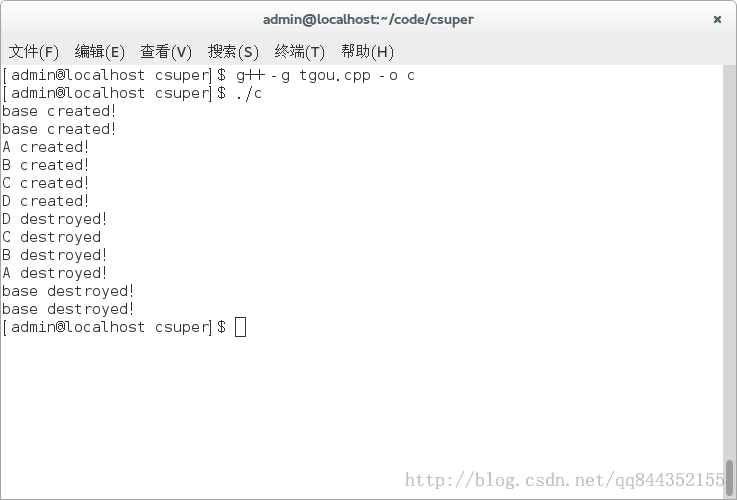 admin@localhost:~/code/csuper
文件(F) 编辑(E) 查看(V) 搜索(S) 终端(T) 帮助(H)
[admin@localhost csuper]$ g++ -g tgou.cpp -o c
[admin@localhost csuper]$ ./c
base created!
base created!
A created!
B created!
C created!
D created!
D destroyed!
C destroyed
B destroyed!
A destroyed!
base destroyed!
base destroyed!
[admin@localhost csuper]$
http://blog.csdn.net/qq844352155